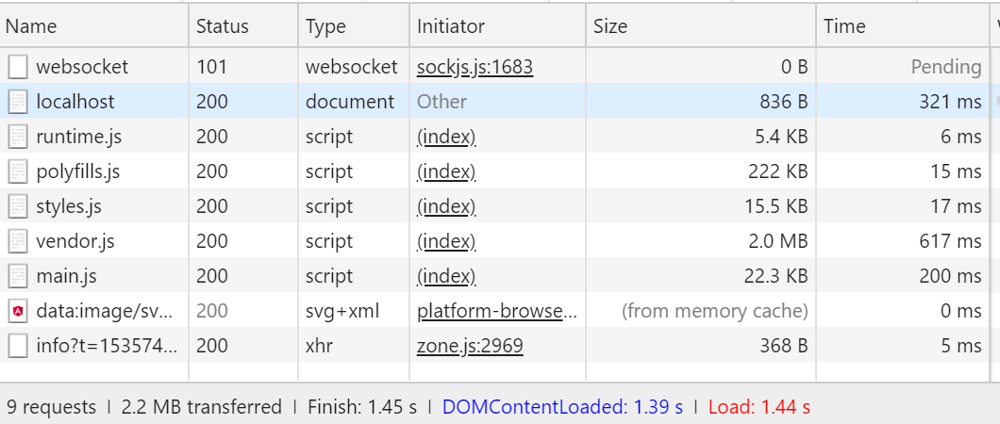 Name Status Type Initiator Size Time
websocket 101 websocket sockjs.js:1683 0 B Pending
localhost 200 document Other 836 B 321 ms
runtime.js 200 script (index) 5.4 KB 6 ms
polyfills.js 200 script (index) 222 KB 15 ms
styles.js 200 script (index) 15.5 KB 17 ms
vendor.js 200 script (index) 2.0 MB 617 ms
main.js 200 script (index) 22.3 KB 200 ms
data:image/sv... 200 svg+xml platform-browse... (from memory cache) 0 ms
info?t=153574... 200 xhr zone.js:2969 368 B 5 ms
9 requests | 2.2 MB transferred | Finish: 1.45 s | DOMContentLoaded: 1.39 s | Load: 1.44 s